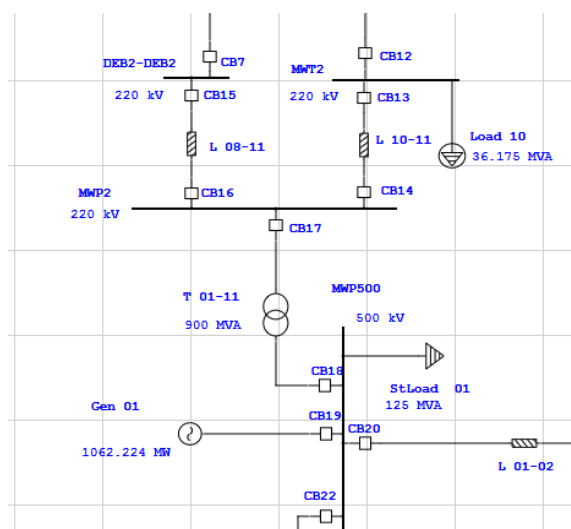 CB7
CB12
DEB2-DEB2
MWT2
220 kV
CB15
220 kV
CB13
L 08-11
L 10-11
Load 10
36.175 MVA
MWP2
CB16
CB14
220 kV
CB17
T 01-11
900 MVA
MWP500
500 kV
CB18
StLoad 01
125 MVA
Gen 01
CB19
CB20
1062.224 MW
L 01-02
CB22